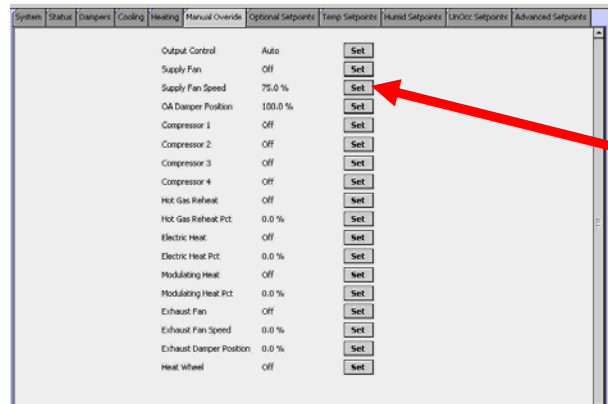 System Status Dampers Cooling Heating Manual Overide Optional Setpoints Temp Setpoints Humid Setpoints UnOcc Setpoints Advanced Setpoints
Output Control Auto Set
Supply Fan Off Set
Supply Fan Speed 75.0 % Set
OA Damper Position 100.0 % Set
Compressor 1 Off Set
Compressor 2 Off Set
Compressor 3 Off Set
Compressor 4 Off Set
Hot Gas Reheat Off Set
Hot Gas Reheat Pct 0.0 % Set
Electric Heat Off Set
Electric Heat Pct 0.0 % Set
Modulating Heat Off Set
Modulating Heat Pct 0.0 % Set
Exhaust Fan Off Set
Exhaust Fan Speed 0.0 % Set
Exhaust Damper Position 0.0 % Set
Heat Wheel Off Set